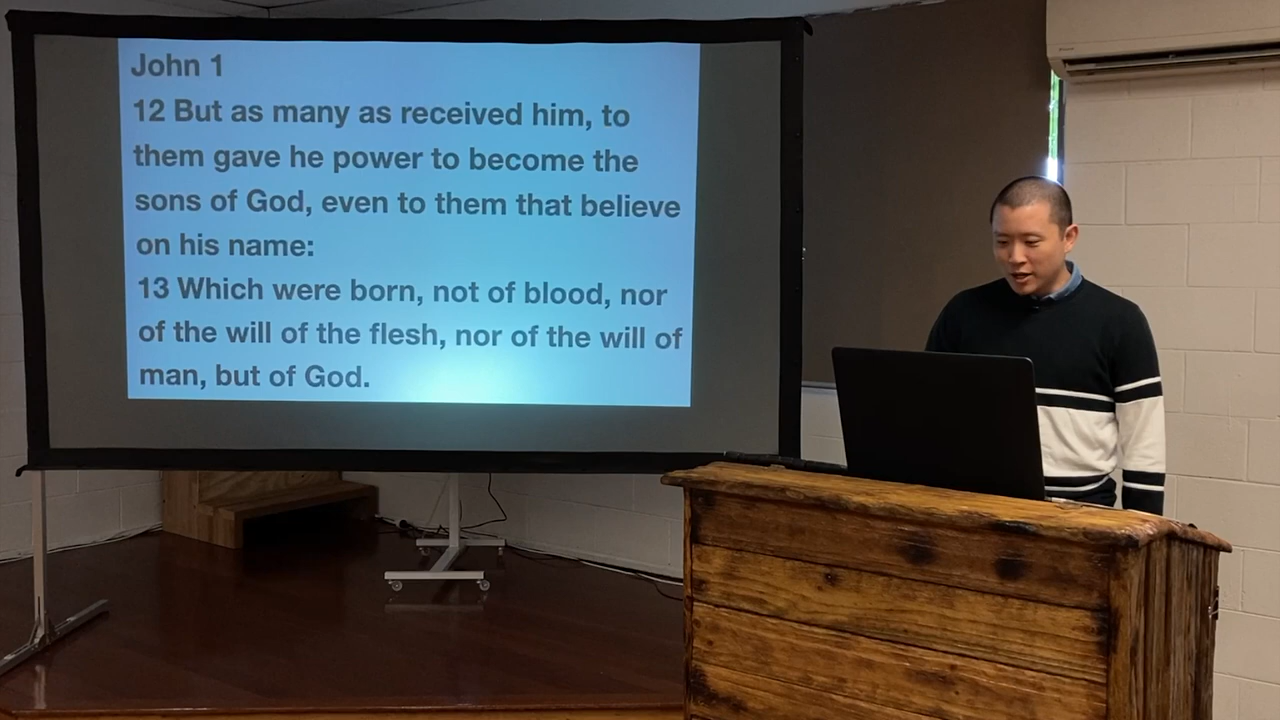 John 1
12 But as many as received him, to
them gave he power to become the
sons of God, even to them that believe
on his name:
13 Which were born, not of blood, nor
of the will of the flesh, nor of the will of
man, but of God.